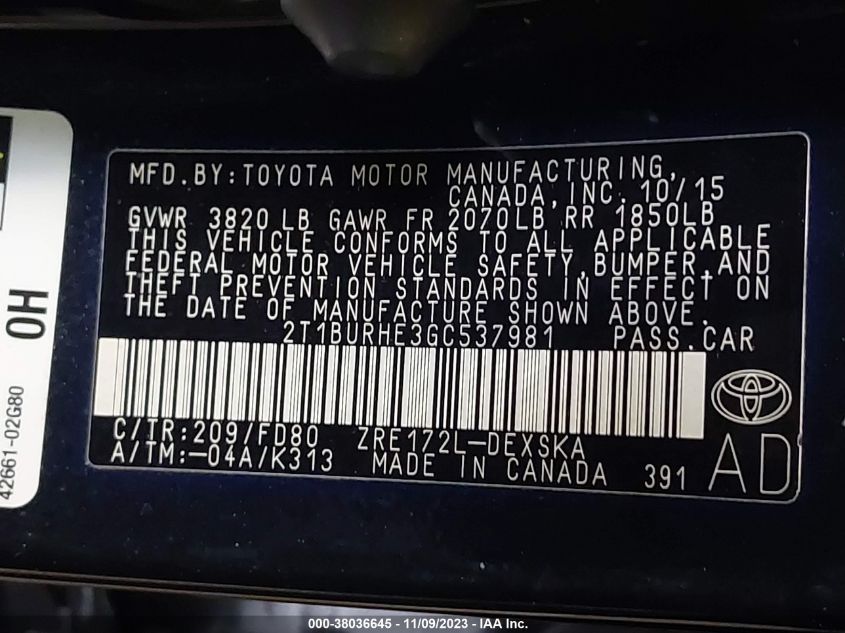 MFD.BY:TOYOTA MOTOR MANUFACTURING,
CANADA,INC. 10/15
GVWR 3820 LB GAWR FR 2070LB RR 1850LB
THIS VEHICLE CONFORMS TO ALL APPLICABLE
FEDERAL MOTOR VEHICLE SAFETY,BUMPER,AND
THEFT PREVENTION STANDARDS IN EFFECT ON
THE DATE OF MANUFACTURE SHOWN ABOVE.
2T1BURHE3GC537981 PASS.CAR
C/TR:209/FD80 ZRE172L-DEXSKA
A/TM:-04A/K313 MADE IN CANADA 391
AD
OH
42661-02G80
000-38036645 - 11/09/2023 - IAA Inc.